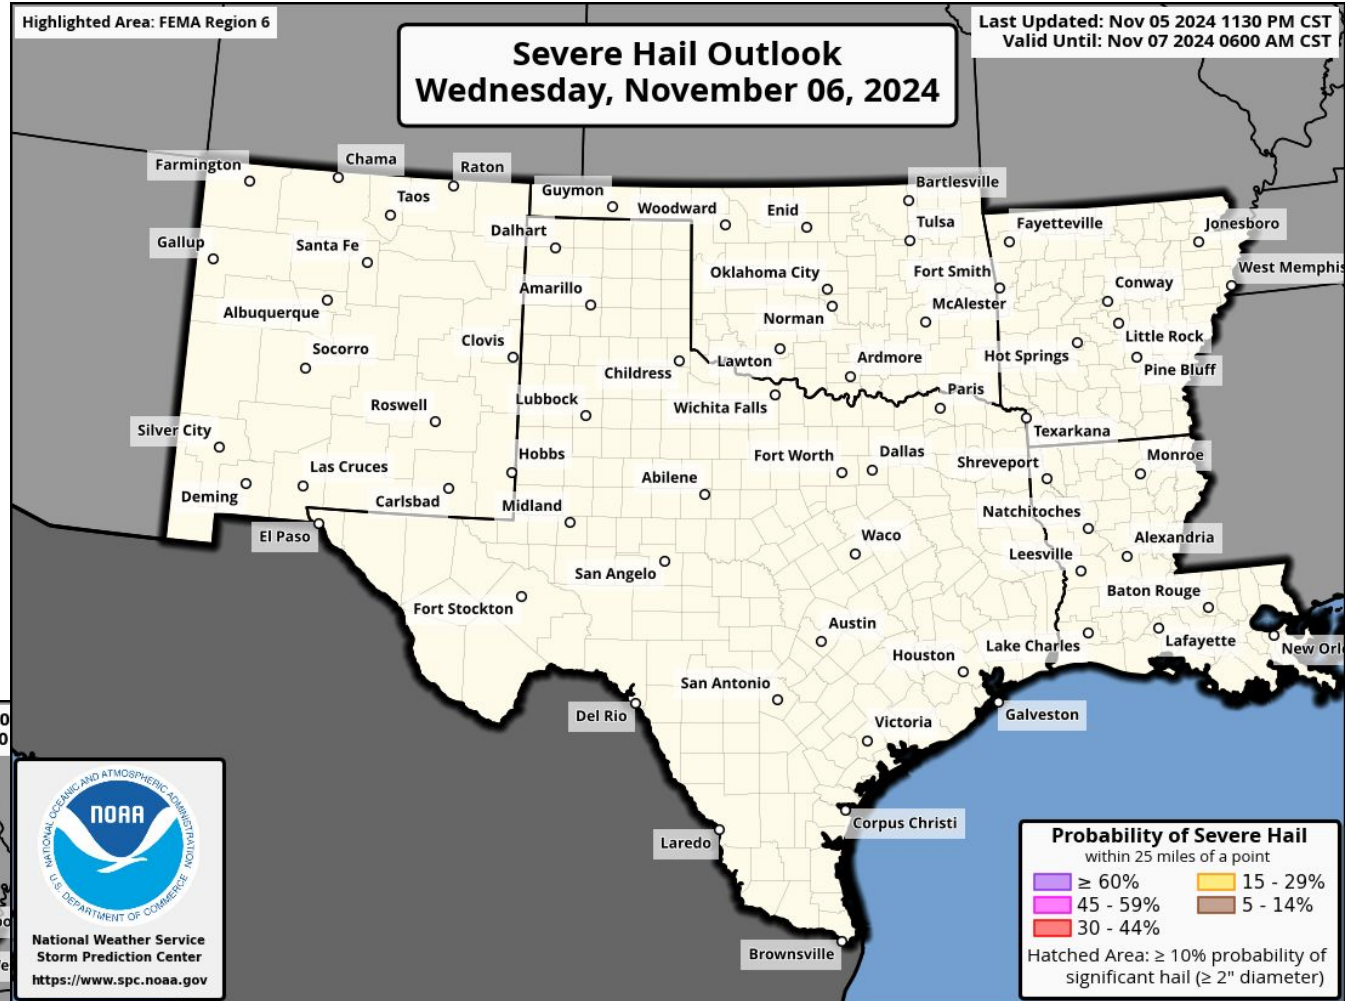 Highlighted Area: FEMA Region 6
Last Updated: Nov 05 2024 1130 PM CST
Valid Until: Nov 07 2024 0600 AM CST
Severe Hail Outlook
Wednesday, November 06, 2024
Farmington
Chama
Raton
Taos
Guymon
Woodward
Enid
Bartlesville
Tulsa
Fayetteville
Jonesboro
Gallup
Santa Fe
Dalhart
Oklahoma City
Fort Smith
West Memphis
Amarillo
Conway
Albuquerque
Norman
McAlester
Socorro
Clovis
Little Rock
Childress
Lawton
Ardmore
Hot Springs
Pine Bluff
Roswell
Lubbock
Wichita Falls
Paris
Silver City
Texarkana
Las Cruces
Hobbs
Fort Worth
Dallas
Shreveport
Monroe
Deming
Carlsbad
Abilene
Midland
Natchitoches
El Paso
Waco
Alexandria
San Angelo
Leesville
Fort Stockton
Baton Rouge
Austin
Lake Charles
Lafayette
New Orl
Houston
San Antonio
Del Rio
Victoria
Galveston
Corpus Christi
Laredo
Brownsville
NATIONAL OCEANIC AND ATMOSPHERIC ADMINISTRATION
NOAA
U.S. DEPARTMENT OF COMMERCE
National Weather Service
Storm Prediction Center
https://www.spc.noaa.gov
Probability of Severe Hail
within 25 miles of a point
≥ 60% 15 - 29%
45 - 59% 5 - 14%
30 - 44%
Hatched Area: ≥ 10% probability of
significant hail (≥ 2" diameter)